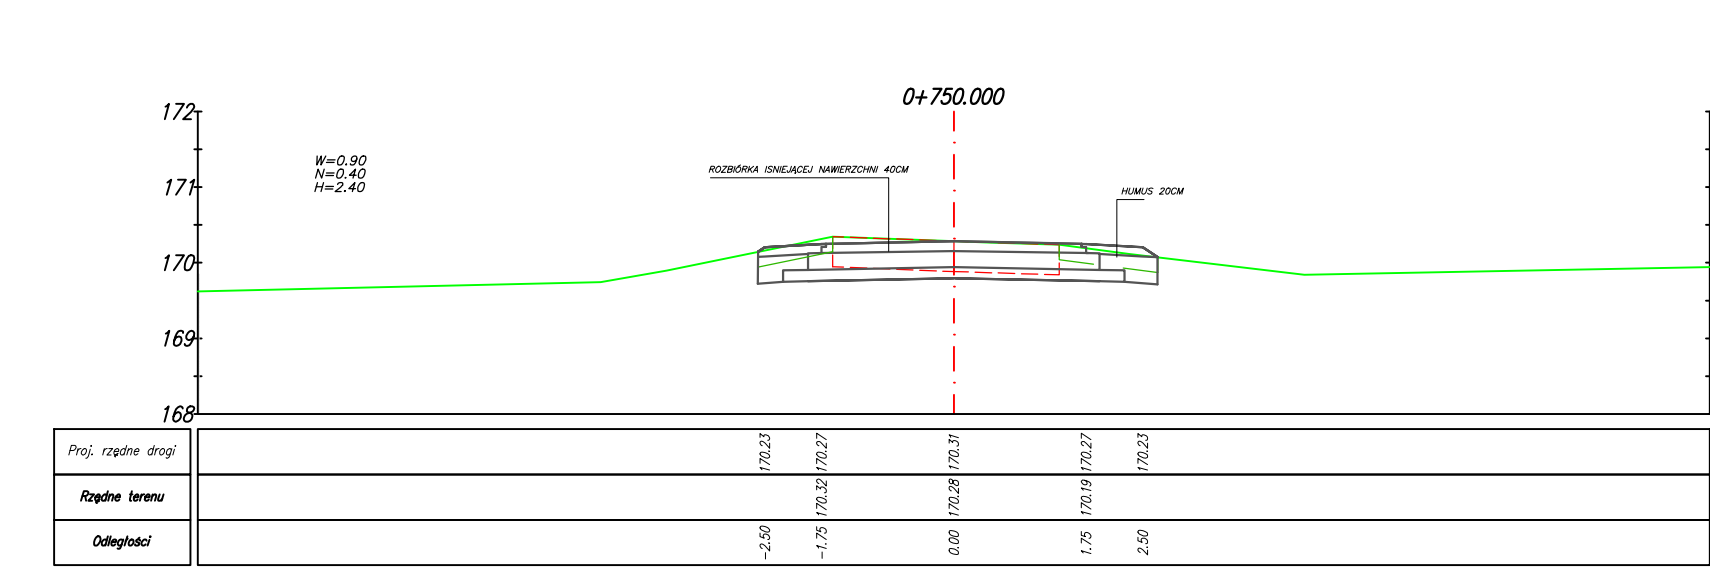 0+750.000
172
W=0.90
N=0.40
H=2.40
ROZBIÓRKA ISNIEJĄCEJ NAWIERZCHNI 40CM
171
HUMUS 20CM
170
169
168
Proj. rzędne drogi 170.23 170.27 170.31 170.27 170.23
Rzędne terenu 170.32 170.28 170.19
Odległości -2.50 -1.75 0.00 1.75 2.50